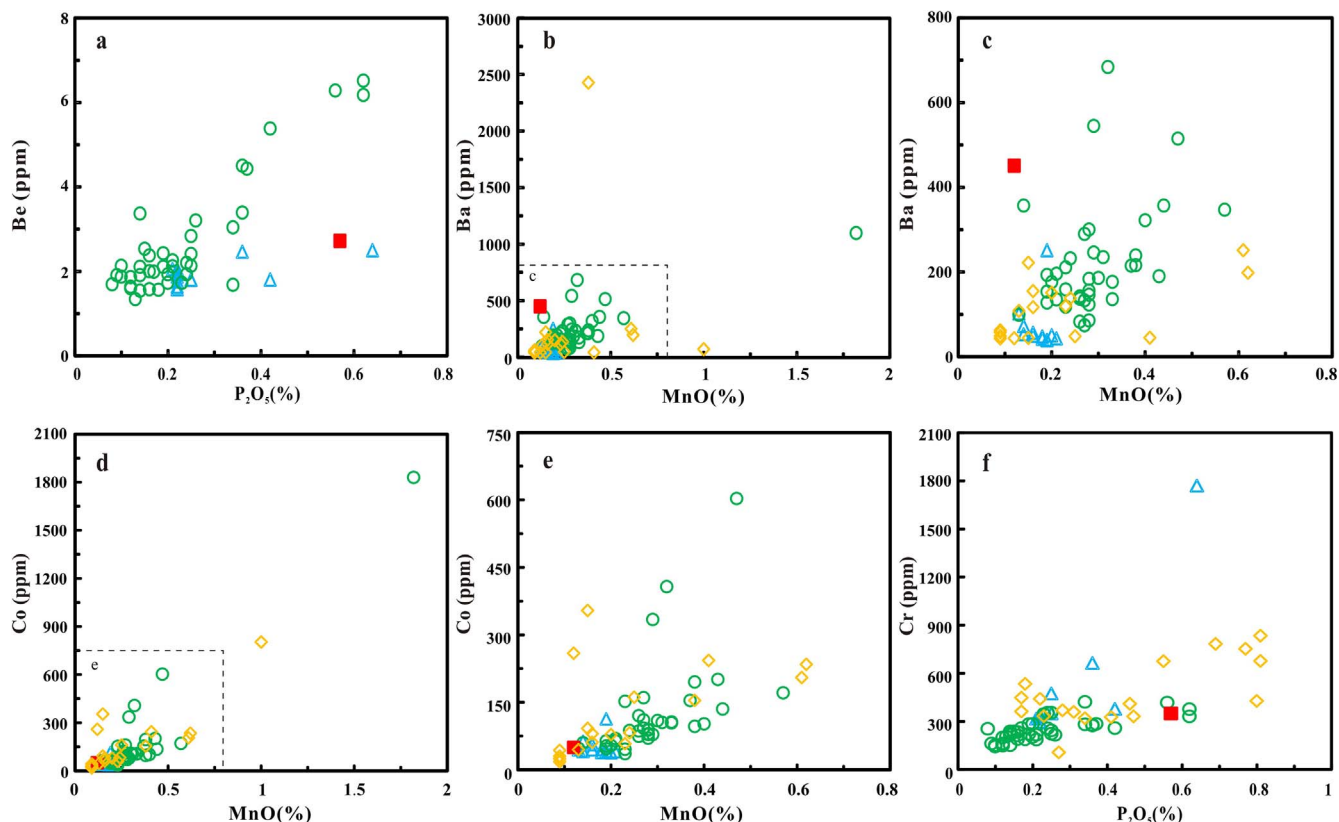 a
8
6
4
2
0
0 0.2 0.4 0.6 0.8
Be (ppm)
P₂O₅(%)
b
3000
2500
2000
1500
1000
500
0
0 0.5 1 1.5 2
c
Ba (ppm)
MnO(%)
c
800
600
400
200
0
0 0.2 0.4 0.6 0.8
Ba (ppm)
MnO(%)
d
2100
1800
1500
1200
900
600
300
0
0 0.5 1 1.5 2
e
Co (ppm)
MnO(%)
e
750
600
450
300
150
0
0 0.2 0.4 0.6 0.8
Co (ppm)
MnO(%)
f
2100
1800
1500
1200
900
600
300
0
0 0.2 0.4 0.6 0.8 1
Cr (ppm)
P₂O₅(%)